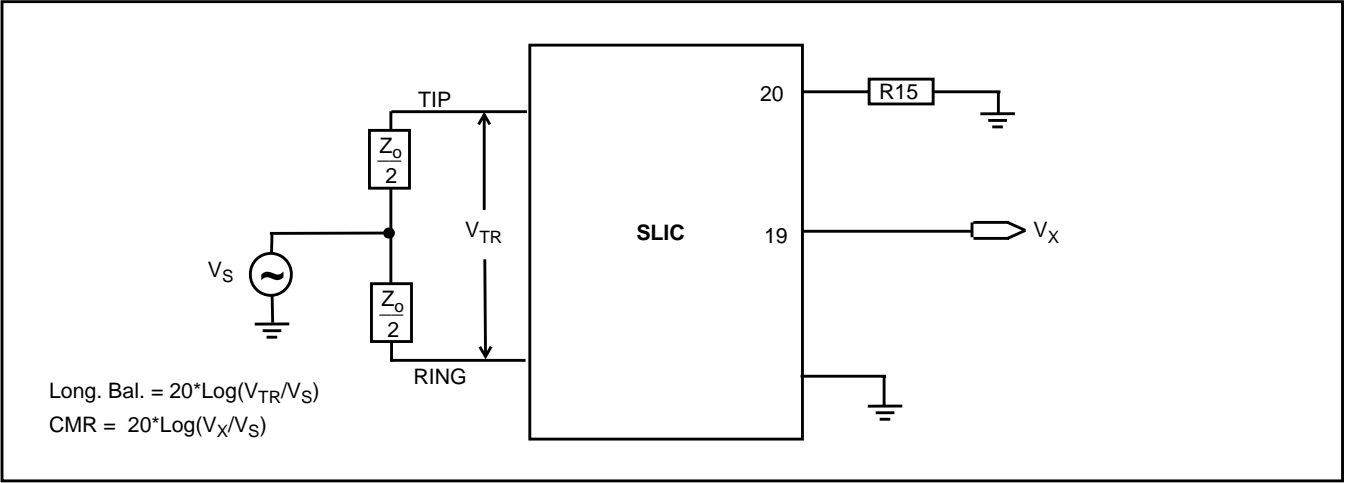 TIP
20
R15
Zo
2
VTR
SLIC
19
VX
VS
Zo
2
RING
Long. Bal. = 20*Log(VTR/VS)
CMR = 20*Log(VX/VS)